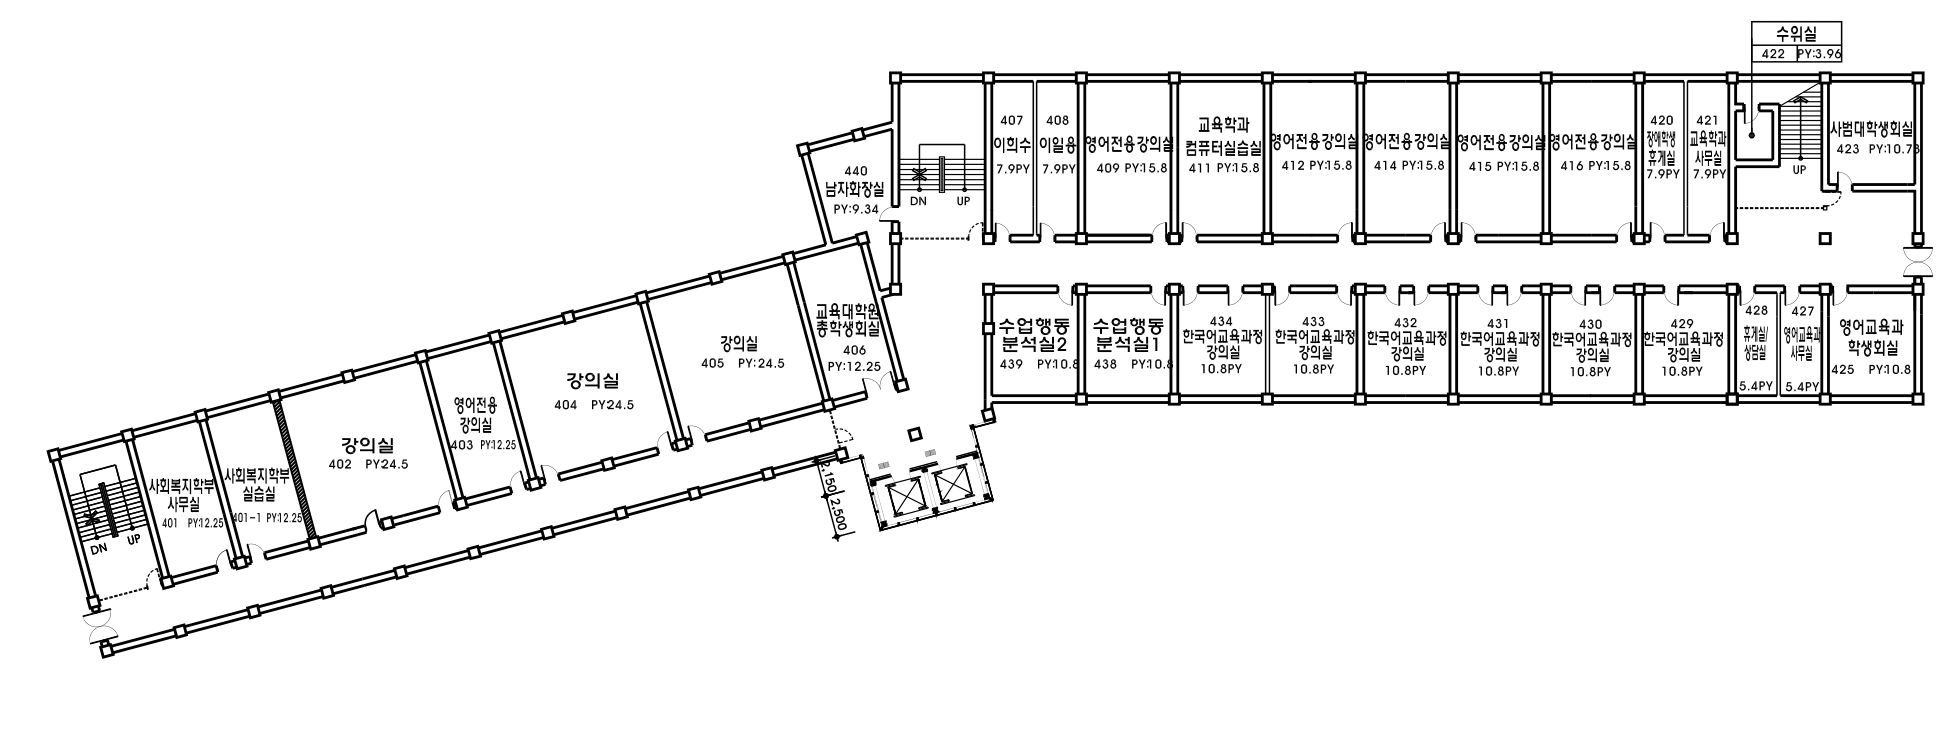 수위실
422 PY:3.96
407
이희수
7.9PY
408
이일용
7.9PY
영어전용강의실
409 PY:15.8
교육학과
컴퓨터실습실
411 PY:15.8
영어전용강의실
412 PY:15.8
영어전용강의실
414 PY:15.8
영어전용강의실
415 PY:15.8
영어전용강의실
416 PY:15.8
420
장애학생
휴게실
7.9PY
421
교육학과
사무실
7.9PY
UP
사범대학생회실
423 PY:10.78
440
남자화장실
PY:9.34
DN UP
수업행동
분석실2
439 PY:10.8
수업행동
분석실1
438 PY:10.8
434
한국어교육과정
강의실
10.8PY
433
한국어교육과정
강의실
10.8PY
432
한국어교육과정
강의실
10.8PY
431
한국어교육과정
강의실
10.8PY
430
한국어교육과정
강의실
10.8PY
429
한국어교육과정
강의실
10.8PY
428
휴게실/
상담실
5.4PY
427
영어교육과
사무실
5.4PY
영어교육과
학생회실
425 PY:10.8
교육대학원
총학생회실
406
PY:12.25
강의실
405 PY:24.5
강의실
404 PY:24.5
영어전용
강의실
403 PY:12.25
강의실
402 PY:24.5
사회복지학부
실습실
401-1 PY:12.25
사회복지학부
사무실
401 PY:12.25
DN UP
2,150
2,500